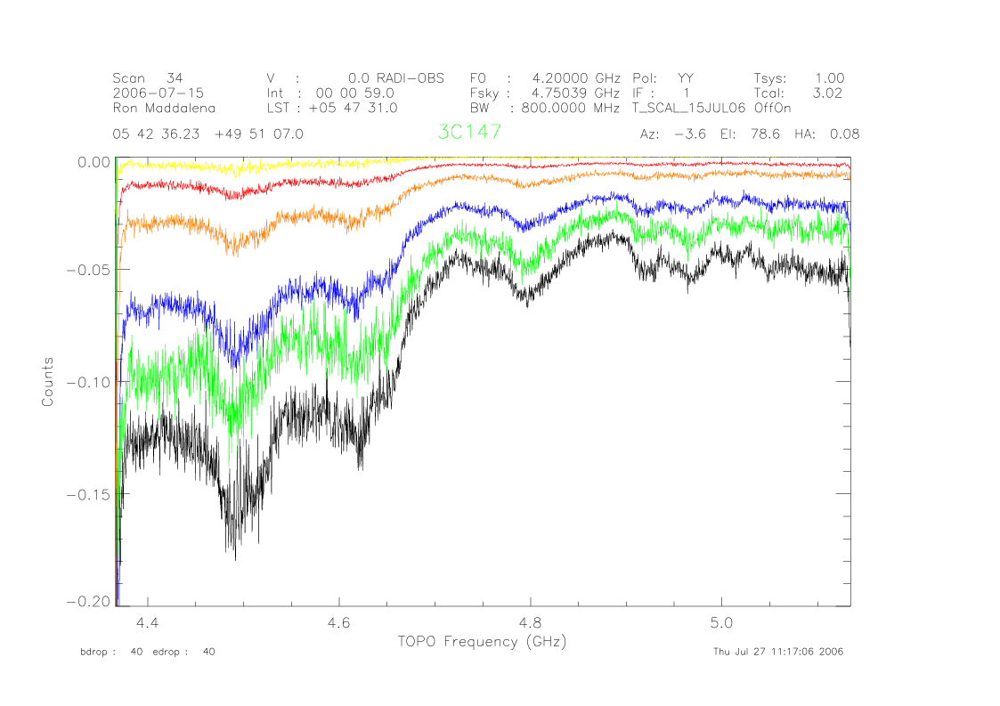 Scan 34 V : 0.0 RADI-OBS F0 : 4.20000 GHz Pol: YY Tsys: 1.00
2006-07-15 Int : 00 00 59.0 Fsky : 4.75039 GHz IF : 1 Tcal: 3.02
Ron Maddalena LST : +05 47 31.0 BW : 800.0000 MHz T_SCAL_15JUL06 OffOn
05 42 36.23 +49 51 07.0 3C147 Az: -3.6 El: 78.6 HA: 0.08
0.00
-0.05
-0.10
-0.15
-0.20
Counts
4.4 4.6 4.8 5.0
TOPO Frequency (GHz)
bdrop : 40 edrop : 40 Thu Jul 27 11:17:06 2006